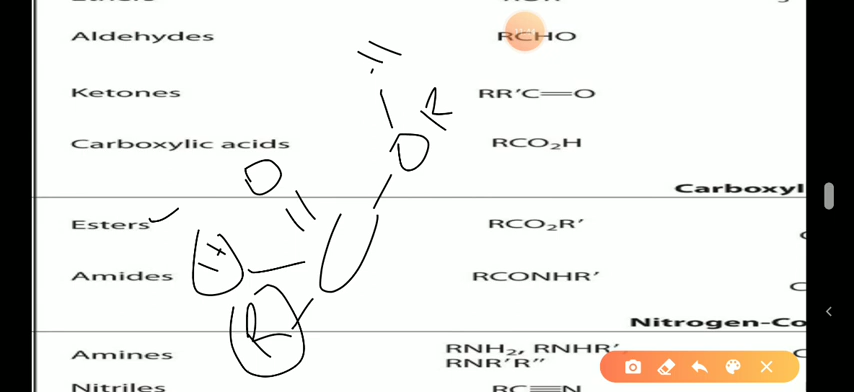 Aldehydes RCHO
Ketones RR′C═O
Carboxylic acids RCO₂H
Carboxyl
Esters RCO₂R′
Amides RCONHR′
Nitrogen-Co
Amines RNH₂, RNHR′,
RNR′R″
Nitriles RC≡N
O
O R
H
C
R